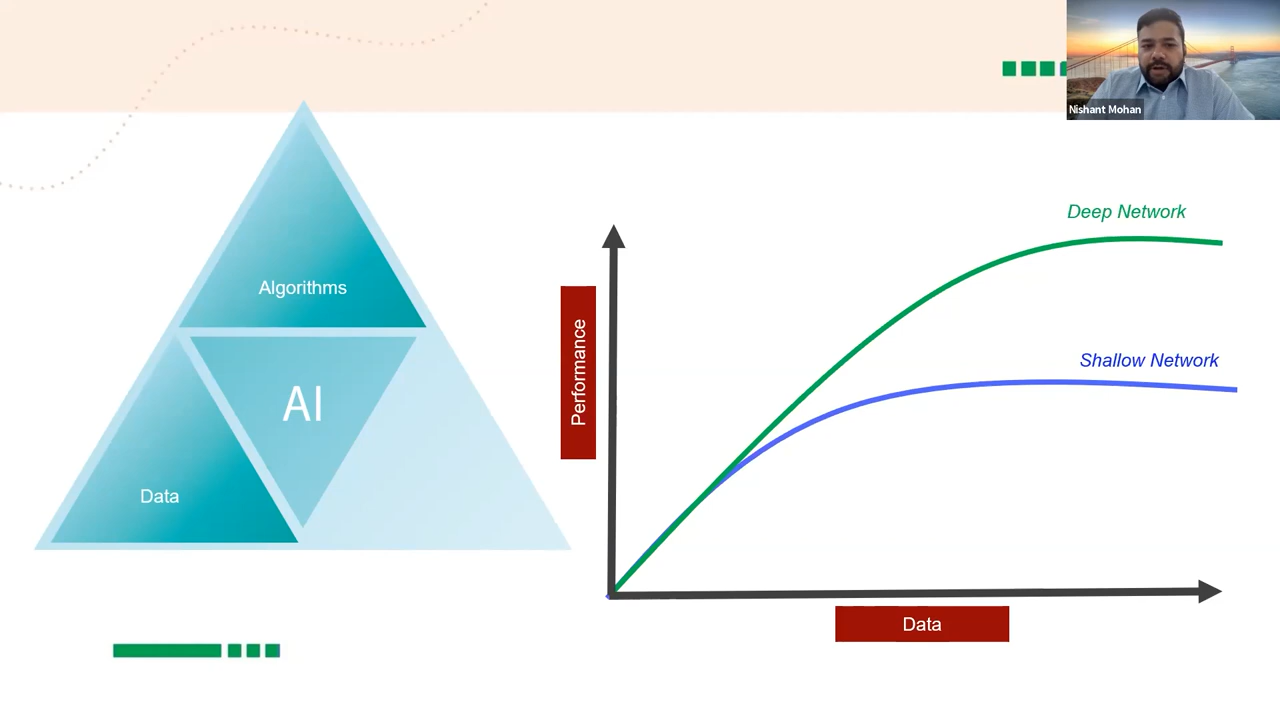 Nishant Mohan
Algorithms
AI
Data
Performance
Deep Network
Shallow Network
Data